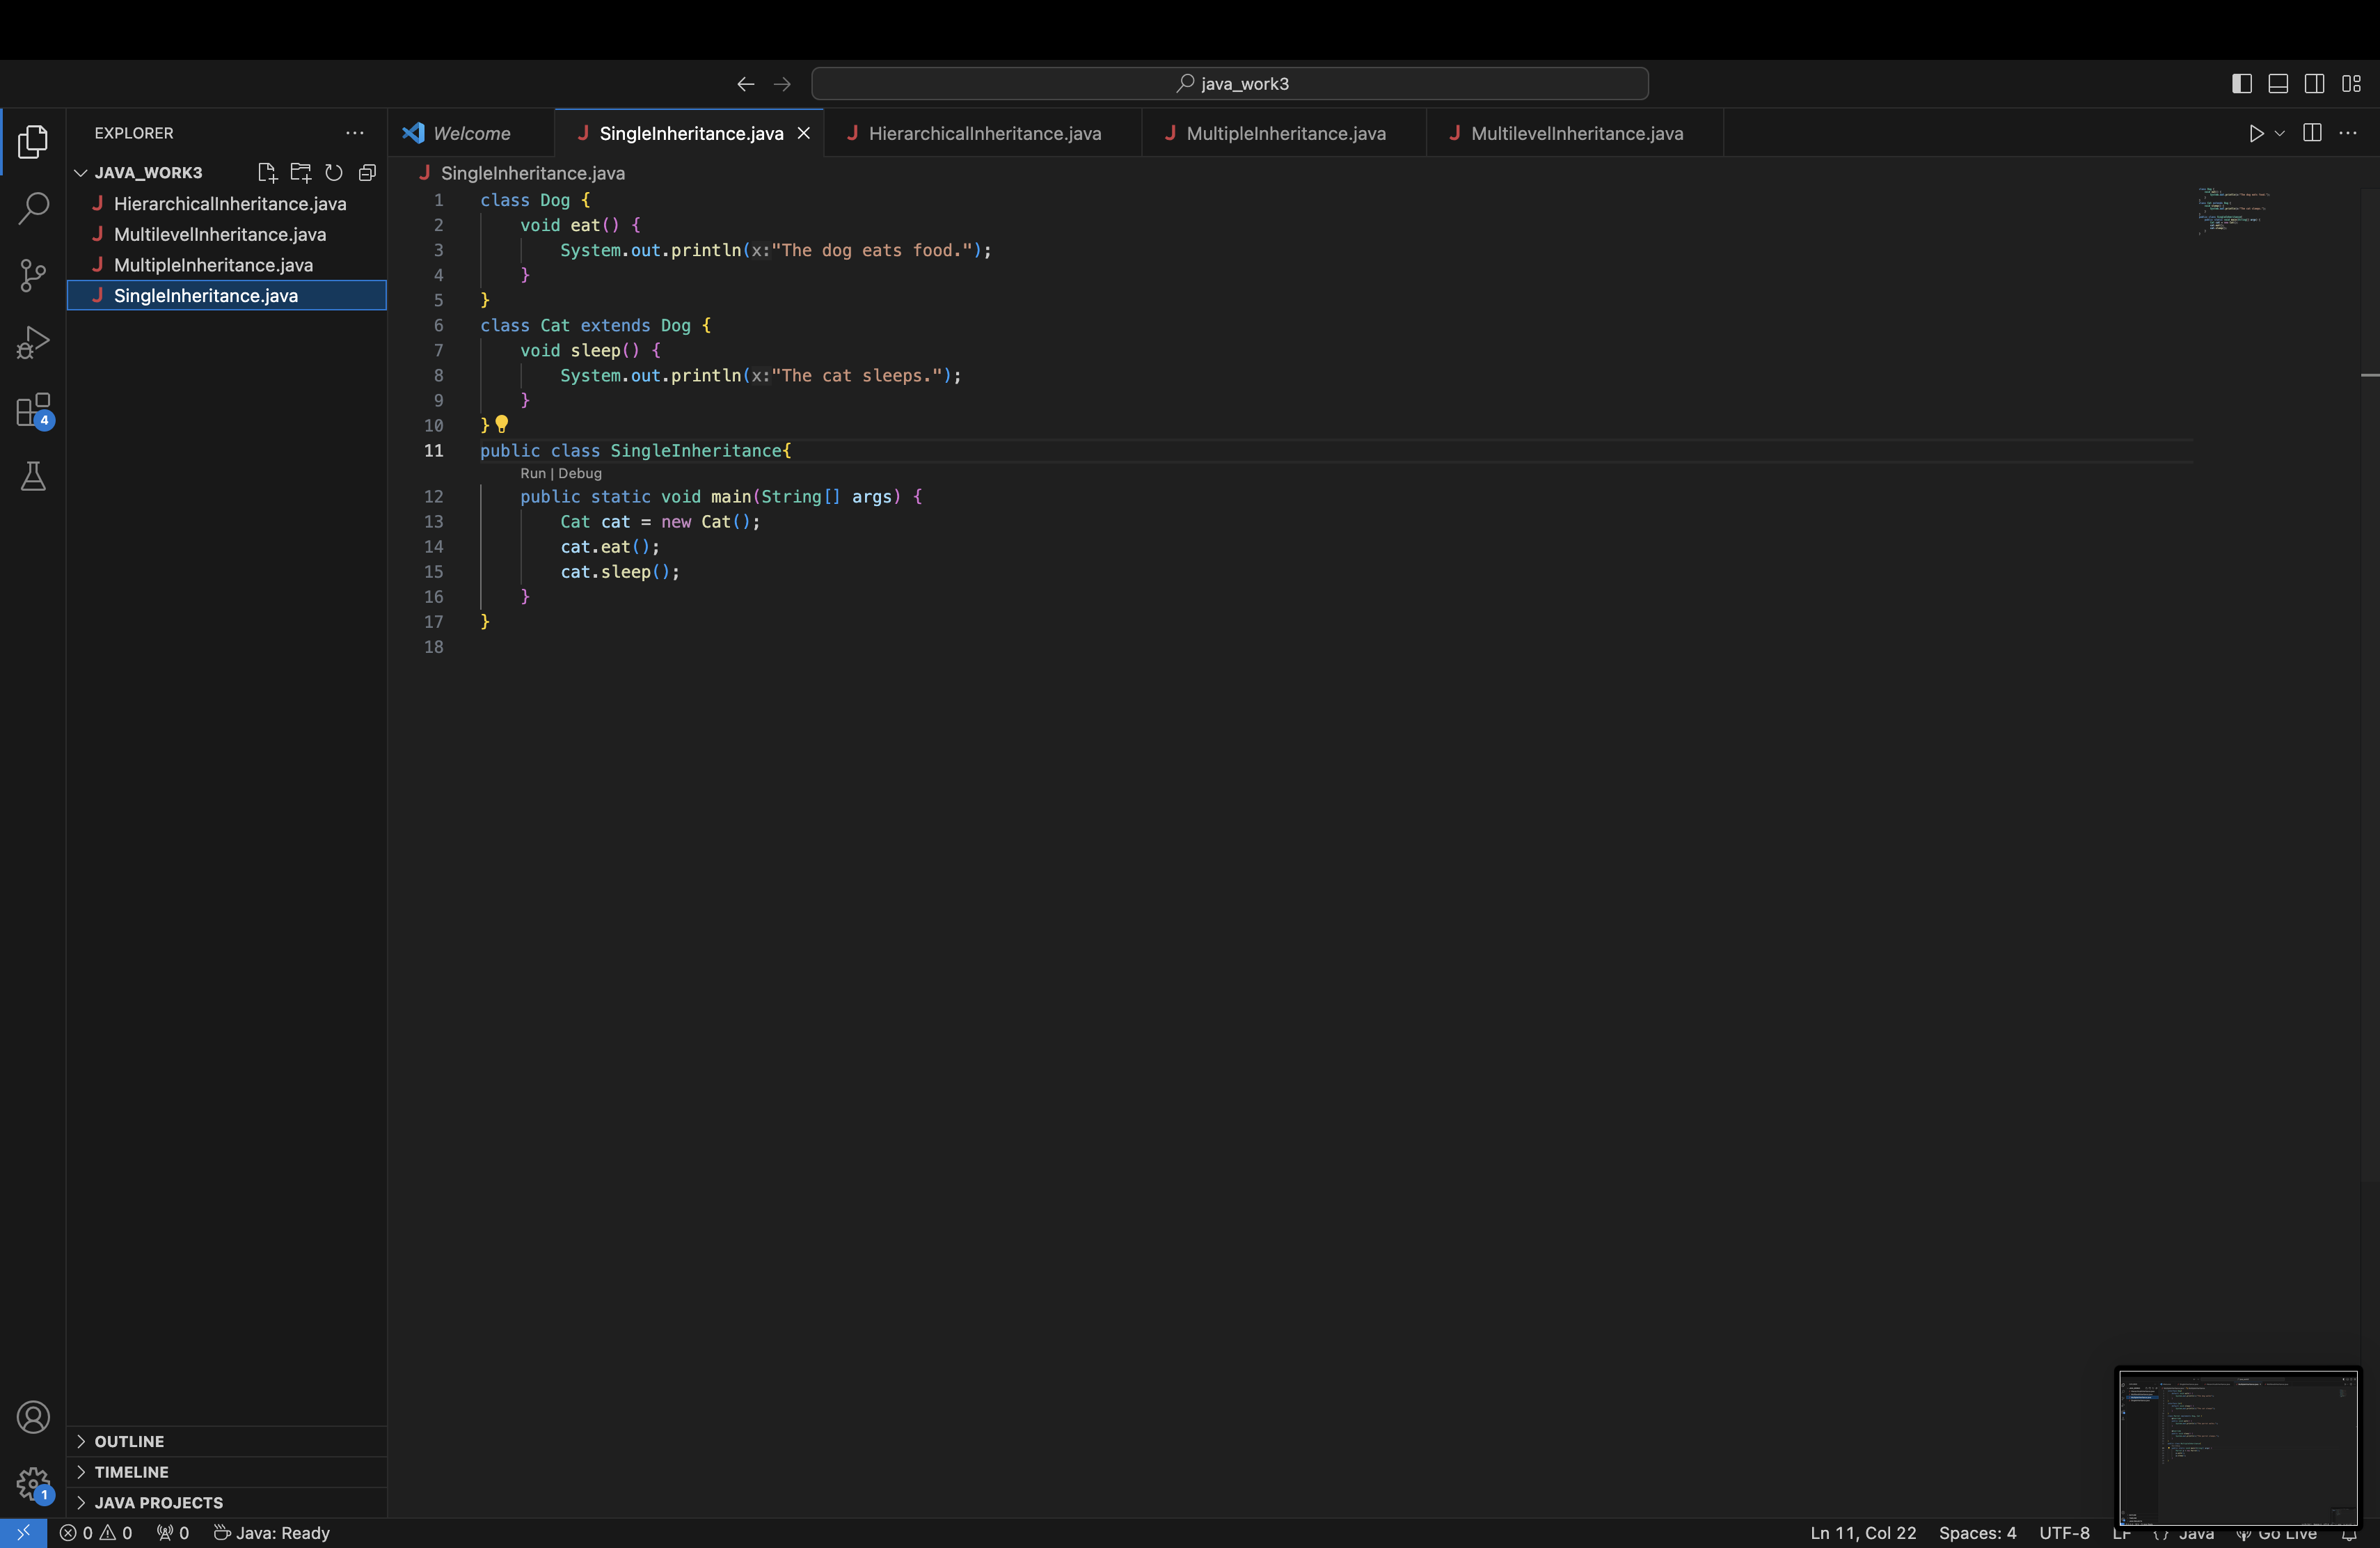 java_work3
EXPLORER
Welcome
SingleInheritance.java
HierarchicalInheritance.java
MultipleInheritance.java
MultilevelInheritance.java
JAVA_WORK3
HierarchicalInheritance.java
MultilevelInheritance.java
MultipleInheritance.java
SingleInheritance.java
4
SingleInheritance.java
1 class Dog {
2     void eat() {
3         System.out.println(x:"The dog eats food.");
4     }
5 }
6 class Cat extends Dog {
7     void sleep() {
8         System.out.println(x:"The cat sleeps.");
9     }
10 }
11 public class SingleInheritance{
Run | Debug
12     public static void main(String[] args) {
13         Cat cat = new Cat();
14         cat.eat();
15         cat.sleep();
16     }
17 }
18
OUTLINE
TIMELINE
JAVA PROJECTS
1
0 0 0 Java: Ready
Ln 11, Col 22 Spaces: 4 UTF-8 LF {} Java Go Live